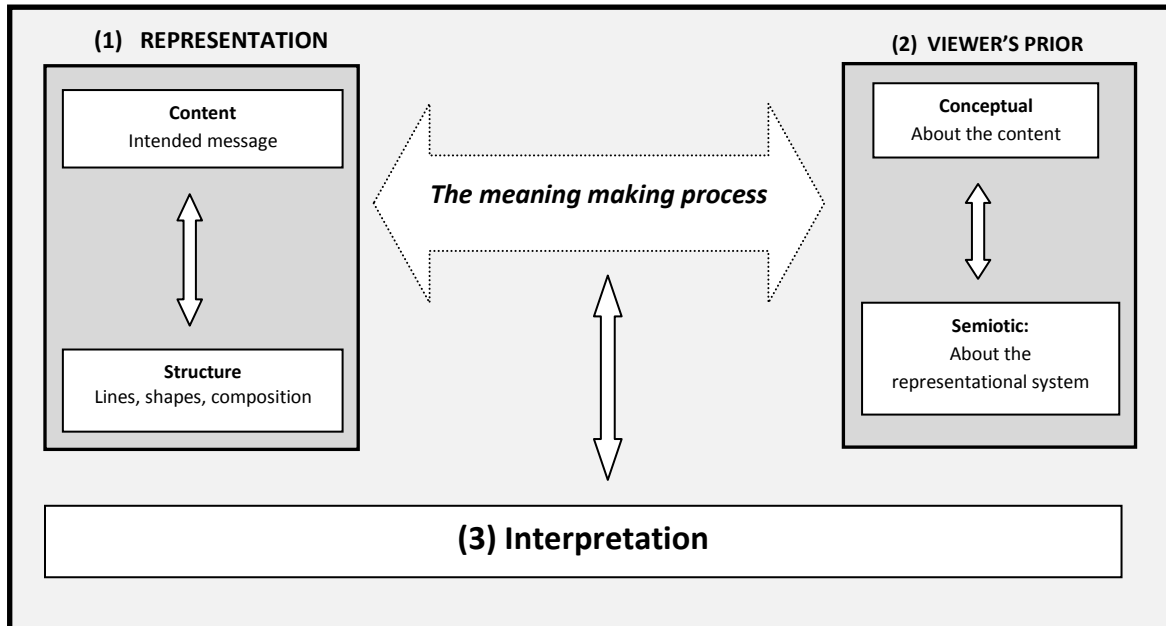 (1) REPRESENTATION
Content
Intended message
Structure
Lines, shapes, composition
The meaning making process
(2) VIEWER’S PRIOR
Conceptual
About the content
Semiotic:
About the
representational system
(3) Interpretation